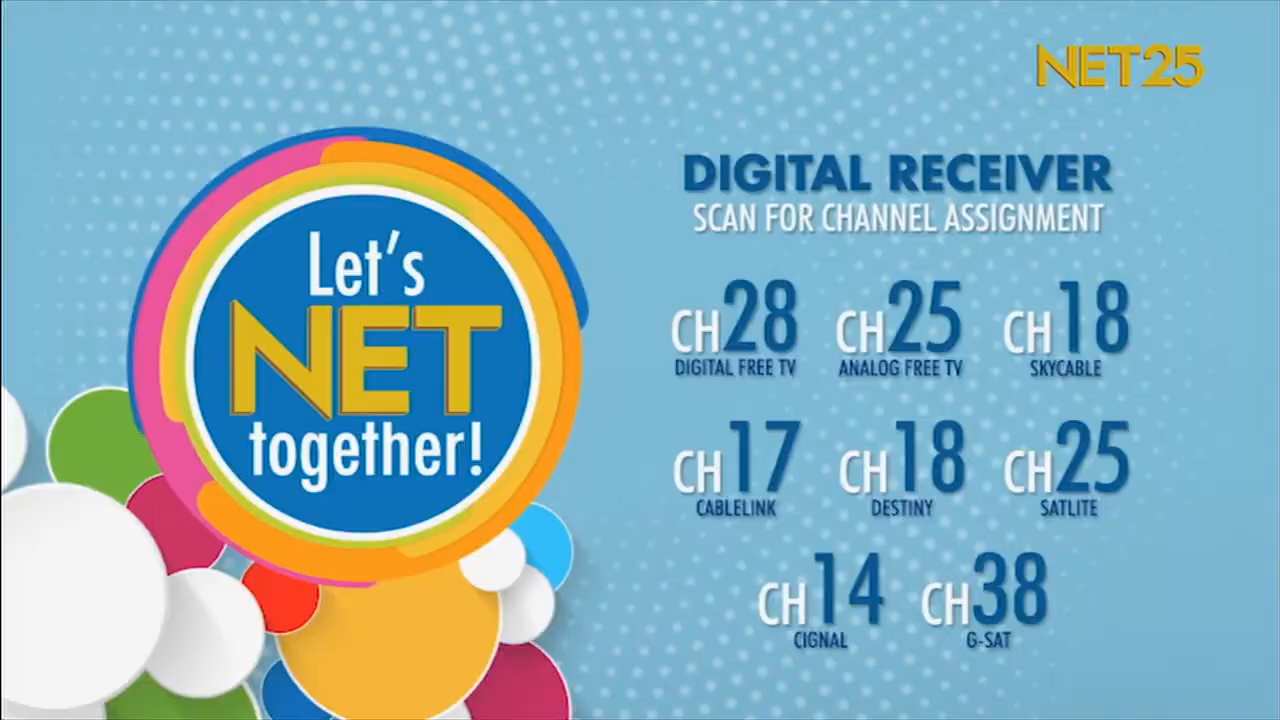 NET25
Let's
NET
together!
DIGITAL RECEIVER
SCAN FOR CHANNEL ASSIGNMENT
CH28 CH25 CH18
DIGITAL FREE TV ANALOG FREE TV SKYCABLE
CH17 CH18 CH25
CABLELINK DESTINY SATLITE
CH14 CH38
CIGNAL G-SAT